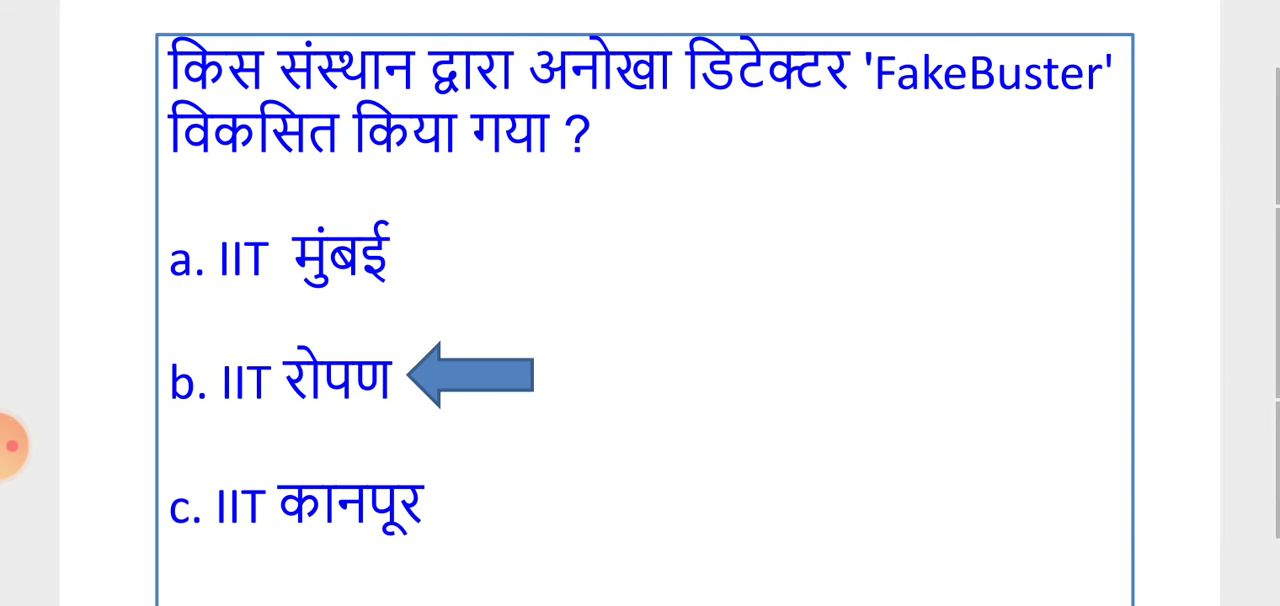 किस संस्थान द्वारा अनोखा डिटेक्टर 'FakeBuster'
विकसित किया गया ?
a. IIT मुंबई
b. IIT रोपण
c. IIT कानपूर